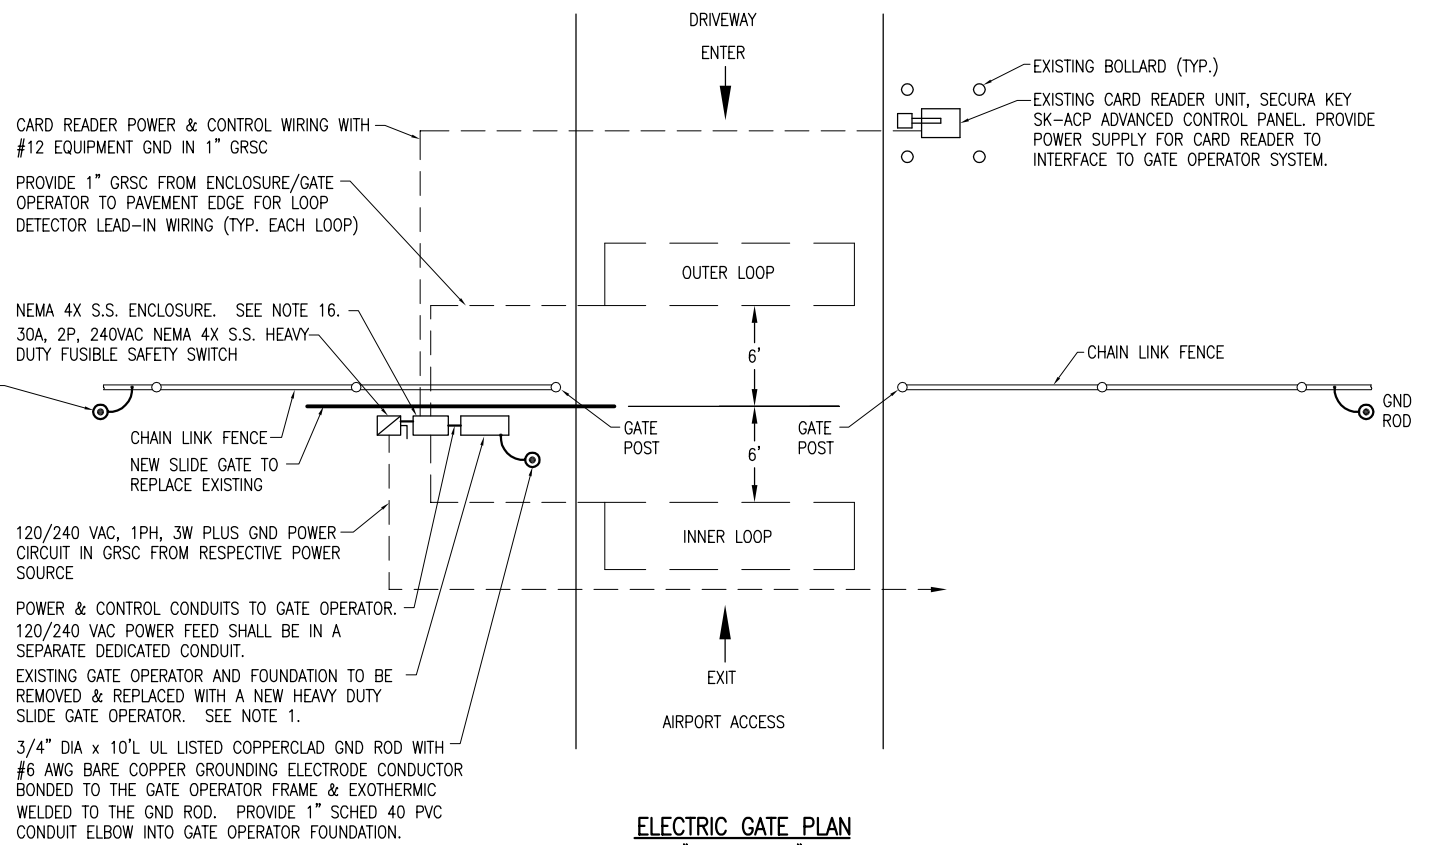 DRIVEWAY
ENTER
EXISTING BOLLARD (TYP.)
EXISTING CARD READER UNIT, SECURA KEY
SK-ACP ADVANCED CONTROL PANEL. PROVIDE
POWER SUPPLY FOR CARD READER TO
INTERFACE TO GATE OPERATOR SYSTEM.
CARD READER POWER & CONTROL WIRING WITH
#12 EQUIPMENT GND IN 1" GRSC
PROVIDE 1" GRSC FROM ENCLOSURE/GATE
OPERATOR TO PAVEMENT EDGE FOR LOOP
DETECTOR LEAD-IN WIRING (TYP. EACH LOOP)
OUTER LOOP
NEMA 4X S.S. ENCLOSURE. SEE NOTE 16.
30A, 2P, 240VAC NEMA 4X S.S. HEAVY
DUTY FUSIBLE SAFETY SWITCH
6'
CHAIN LINK FENCE
GND
ROD
CHAIN LINK FENCE
GATE
POST
GATE
POST
6'
NEW SLIDE GATE TO
REPLACE EXISTING
120/240 VAC, 1PH, 3W PLUS GND POWER
CIRCUIT IN GRSC FROM RESPECTIVE POWER
SOURCE
INNER LOOP
POWER & CONTROL CONDUITS TO GATE OPERATOR.
120/240 VAC POWER FEED SHALL BE IN A
SEPARATE DEDICATED CONDUIT.
EXISTING GATE OPERATOR AND FOUNDATION TO BE
REMOVED & REPLACED WITH A NEW HEAVY DUTY
SLIDE GATE OPERATOR. SEE NOTE 1.
EXIT
AIRPORT ACCESS
3/4" DIA x 10'L UL LISTED COPPERCLAD GND ROD WITH
#6 AWG BARE COPPER GROUNDING ELECTRODE CONDUCTOR
BONDED TO THE GATE OPERATOR FRAME & EXOTHERMIC
WELDED TO THE GND ROD. PROVIDE 1" SCHED 40 PVC
CONDUIT ELBOW INTO GATE OPERATOR FOUNDATION.
ELECTRIC GATE PLAN